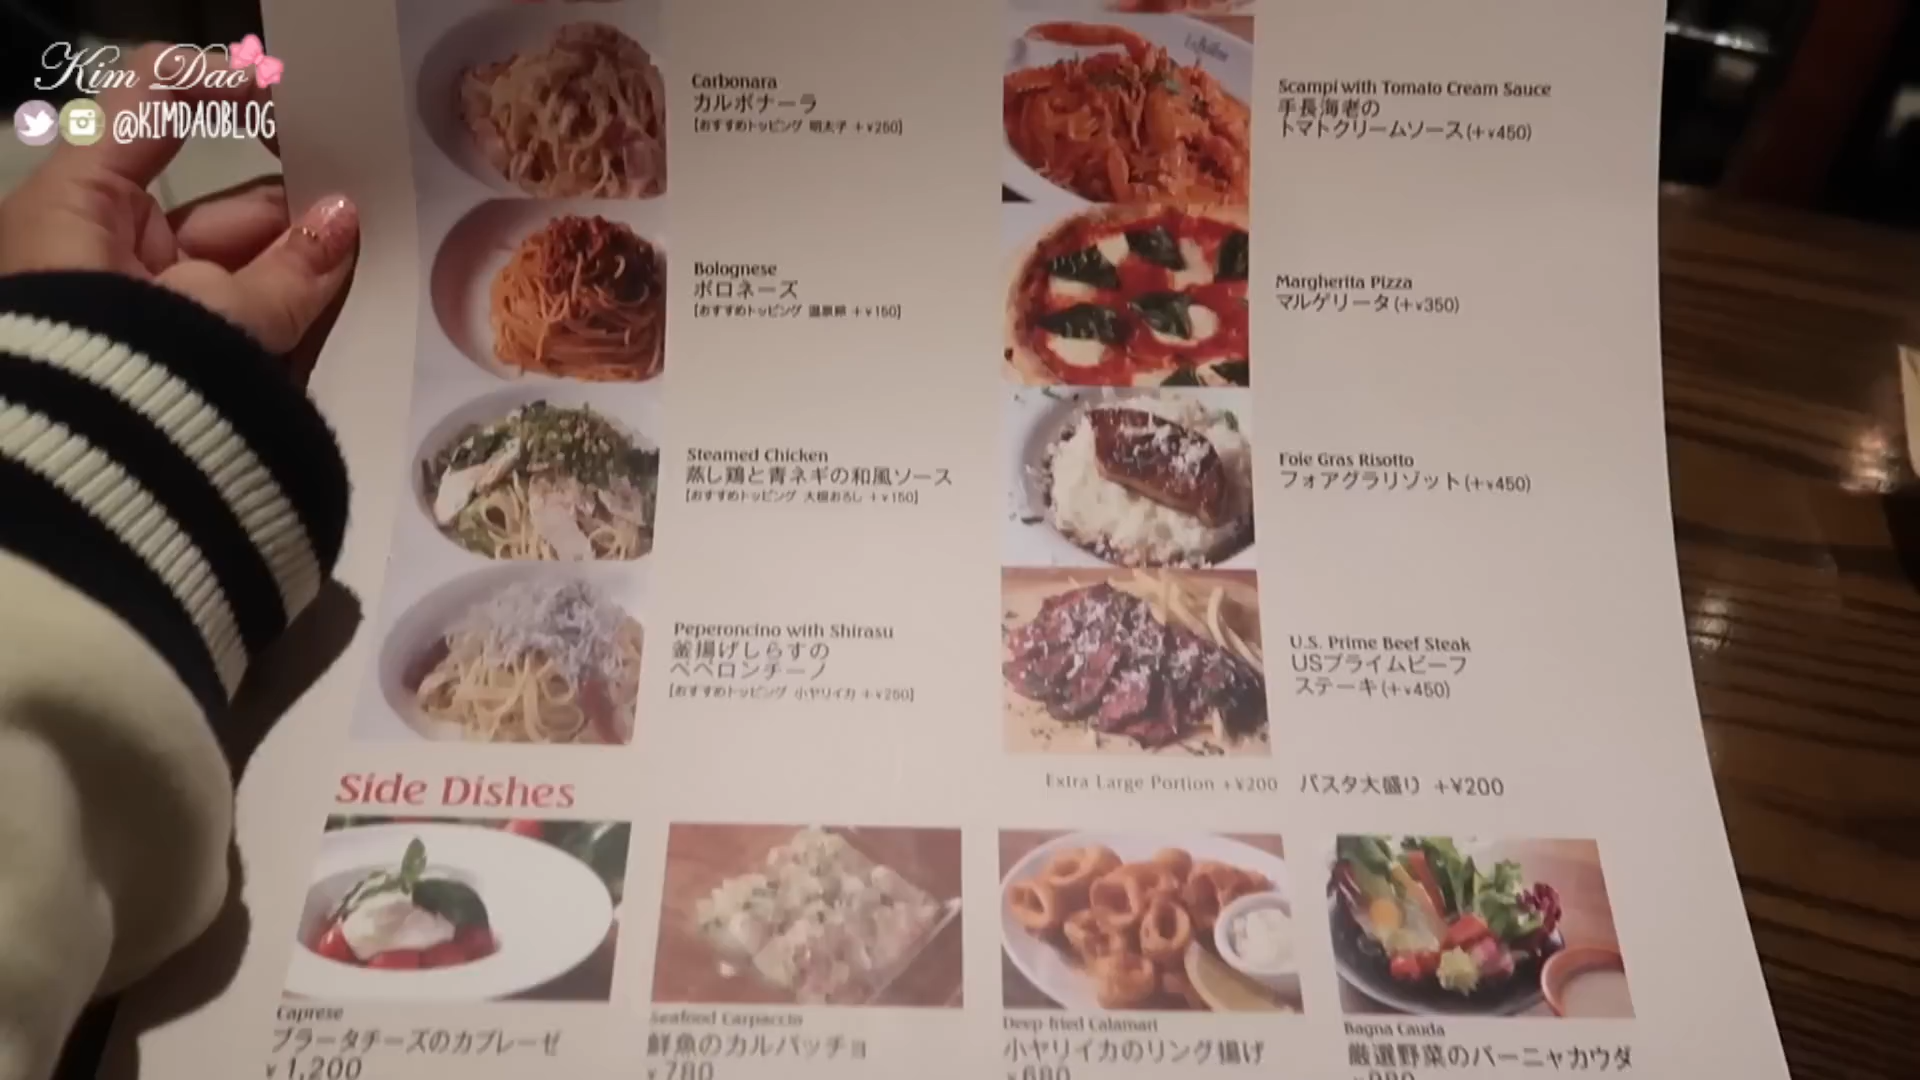 Kim Dao
@KIMDAOBLOG
Carbonara
カルボナーラ
[おすすめトッピング 明太子 +¥250]
Bolognese
ボロネーズ
[おすすめトッピング 温泉卵 +¥150]
Steamed Chicken
蒸し鶏と青ネギの和風ソース
[おすすめトッピング 大根おろし +¥150]
Peperoncino with Shirasu
釜揚げしらすの
ペペロンチーノ
[おすすめトッピング 小ヤリイカ +¥250]
Scampi with Tomato Cream Sauce
手長海老の
トマトクリームソース(+¥450)
Margherita Pizza
マルゲリータ(+¥350)
Foie Gras Risotto
フォアグラリゾット(+¥450)
U.S. Prime Beef Steak
USプライムビーフ
ステーキ(+¥450)
Extra Large Portion +¥200 パスタ大盛り +¥200
Side Dishes
Caprese
ブラータチーズのカプレーゼ
¥1,200
Seafood Carpaccio
鮮魚のカルパッチョ
¥780
Deep fried Calamari
小ヤリイカのリング揚げ
¥680
Bagna Cauda
厳選野菜のバーニャカウダ